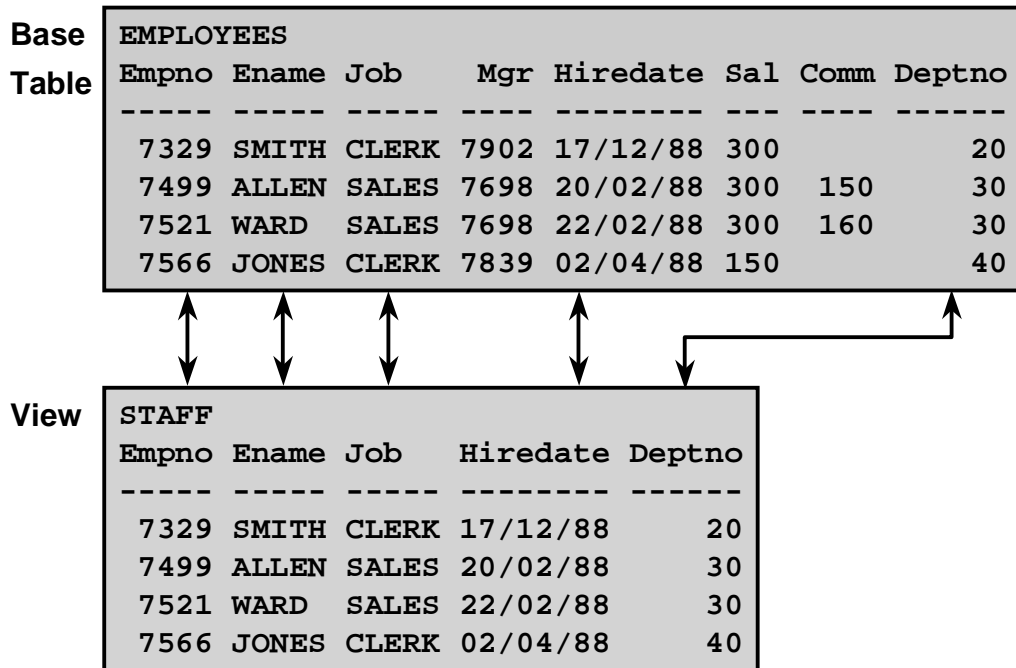 Base
Table
EMPLOYEES
Empno Ename Job Mgr Hiredate Sal Comm Deptno
----- ----- ----- ---- -------- --- ---- ------
7329 SMITH CLERK 7902 17/12/88 300 20
7499 ALLEN SALES 7698 20/02/88 300 150 30
7521 WARD SALES 7698 22/02/88 300 160 30
7566 JONES CLERK 7839 02/04/88 150 40
View
STAFF
Empno Ename Job Hiredate Deptno
----- ----- ----- -------- ------
7329 SMITH CLERK 17/12/88 20
7499 ALLEN SALES 20/02/88 30
7521 WARD SALES 22/02/88 30
7566 JONES CLERK 02/04/88 40